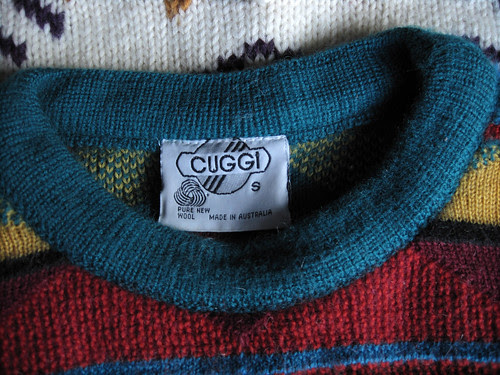 CUGGI
S
PURE NEW
WOOL MADE IN AUSTRALIA